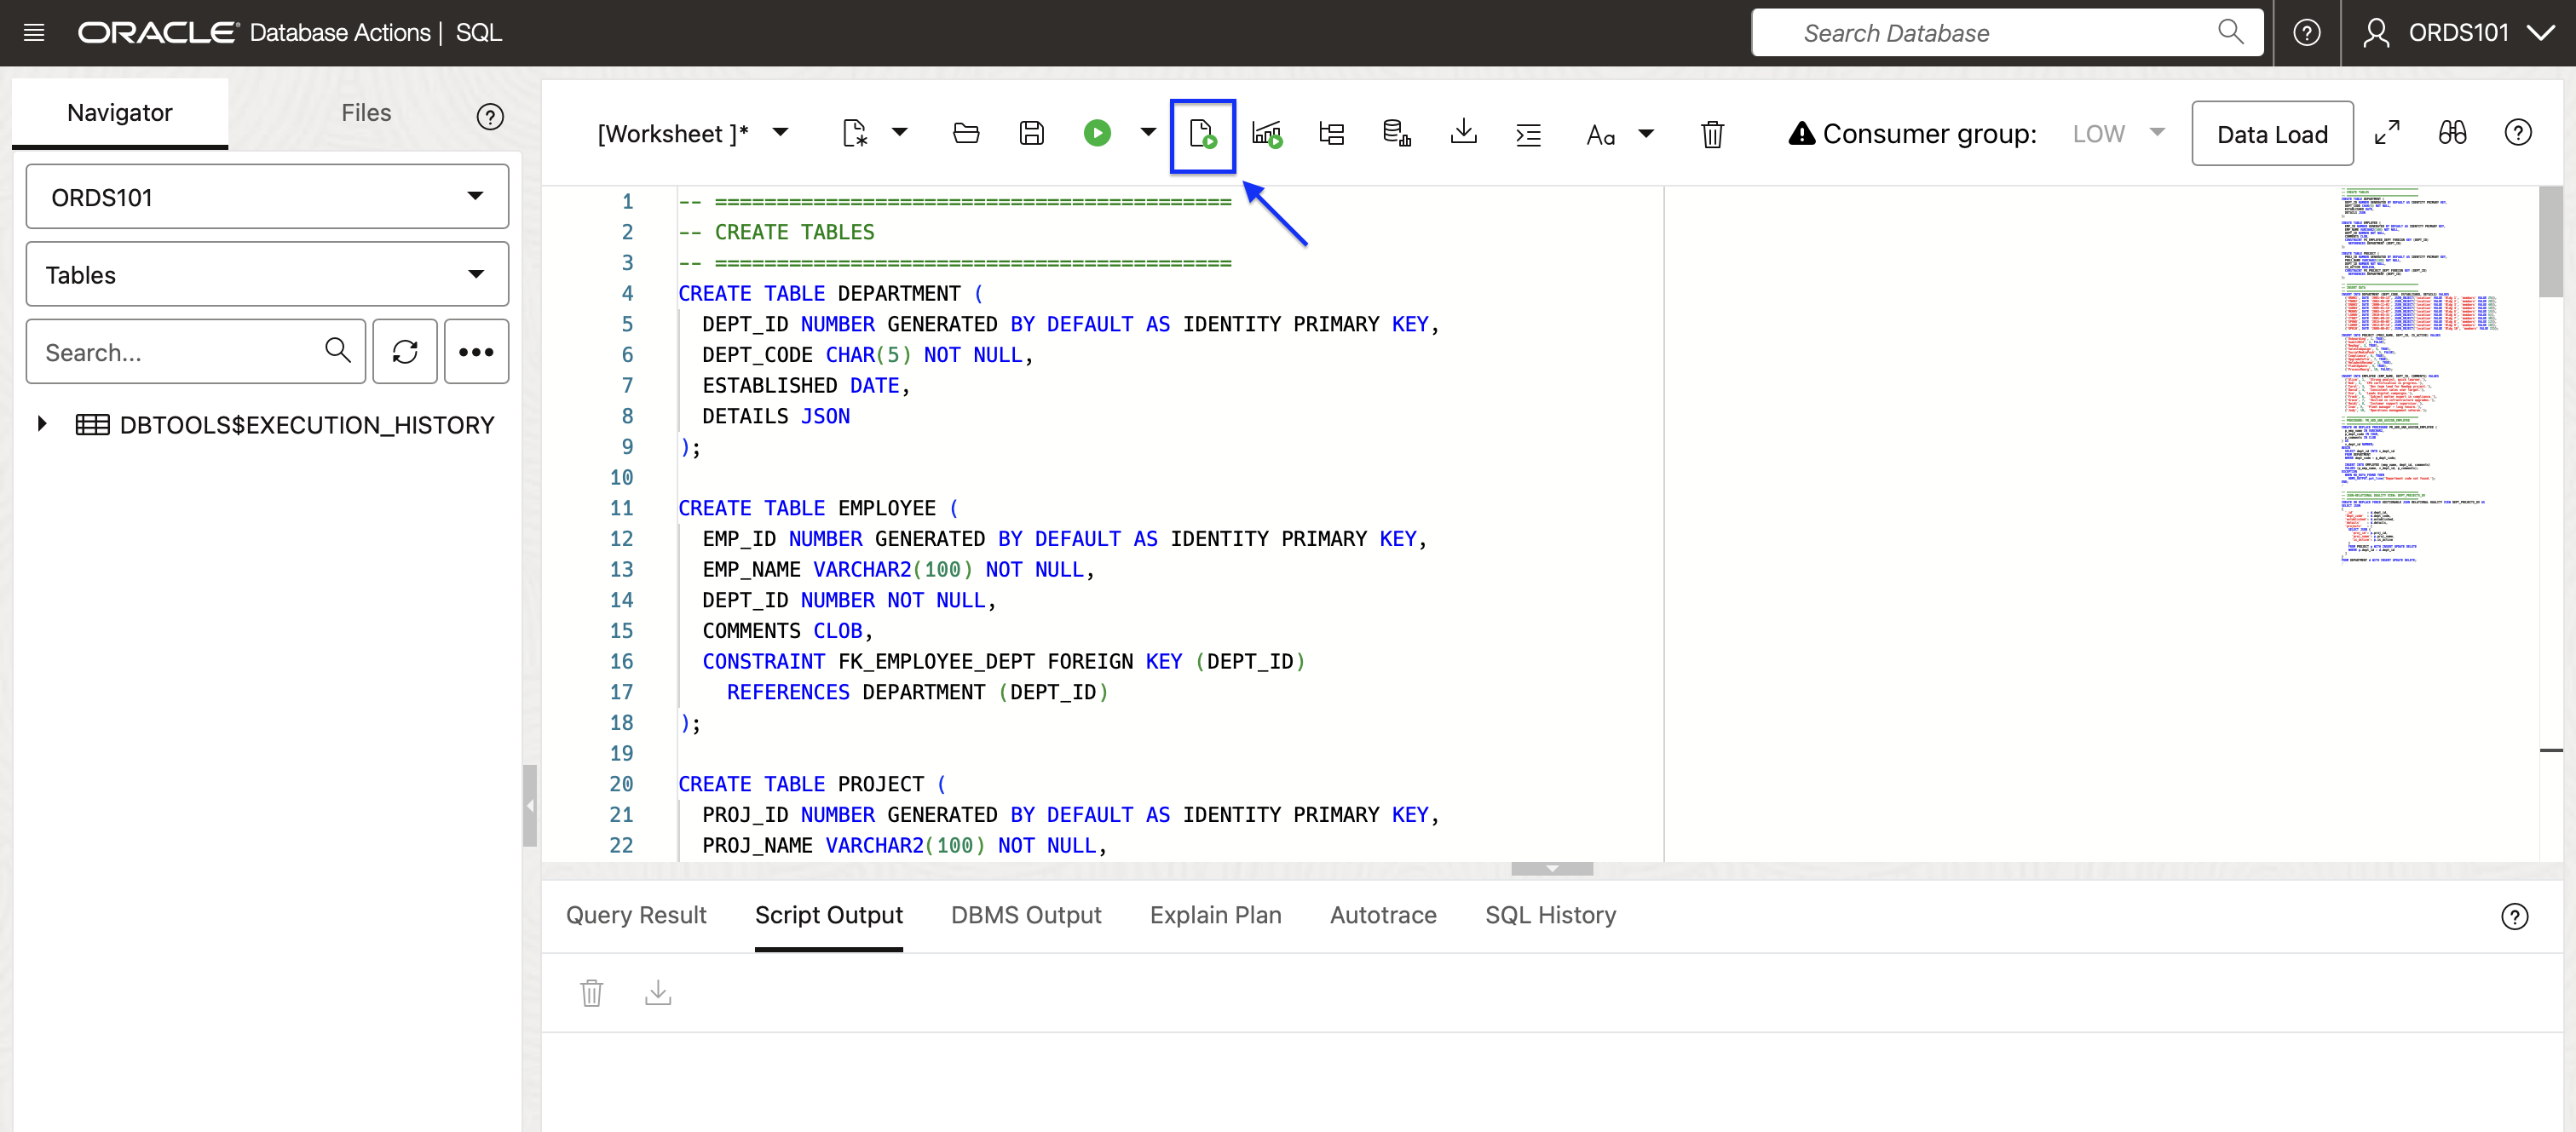 ORACLE Database Actions | SQL
Search Database
ORDS101
Navigator
Files
ORDS101
Tables
Search...
DBTOOLS$EXECUTION_HISTORY
[Worksheet ]*
Aa
Consumer group:
LOW
Data Load
1 -- ==========================================
2 -- CREATE TABLES
3 -- ==========================================
4 CREATE TABLE DEPARTMENT (
5 DEPT_ID NUMBER GENERATED BY DEFAULT AS IDENTITY PRIMARY KEY,
6 DEPT_CODE CHAR(5) NOT NULL,
7 ESTABLISHED DATE,
8 DETAILS JSON
9 );
10
11 CREATE TABLE EMPLOYEE (
12 EMP_ID NUMBER GENERATED BY DEFAULT AS IDENTITY PRIMARY KEY,
13 EMP_NAME VARCHAR2(100) NOT NULL,
14 DEPT_ID NUMBER NOT NULL,
15 COMMENTS CLOB,
16 CONSTRAINT FK_EMPLOYEE_DEPT FOREIGN KEY (DEPT_ID)
17 REFERENCES DEPARTMENT (DEPT_ID)
18 );
19
20 CREATE TABLE PROJECT (
21 PROJ_ID NUMBER GENERATED BY DEFAULT AS IDENTITY PRIMARY KEY,
22 PROJ_NAME VARCHAR2(100) NOT NULL,
Query Result
Script Output
DBMS Output
Explain Plan
Autotrace
SQL History